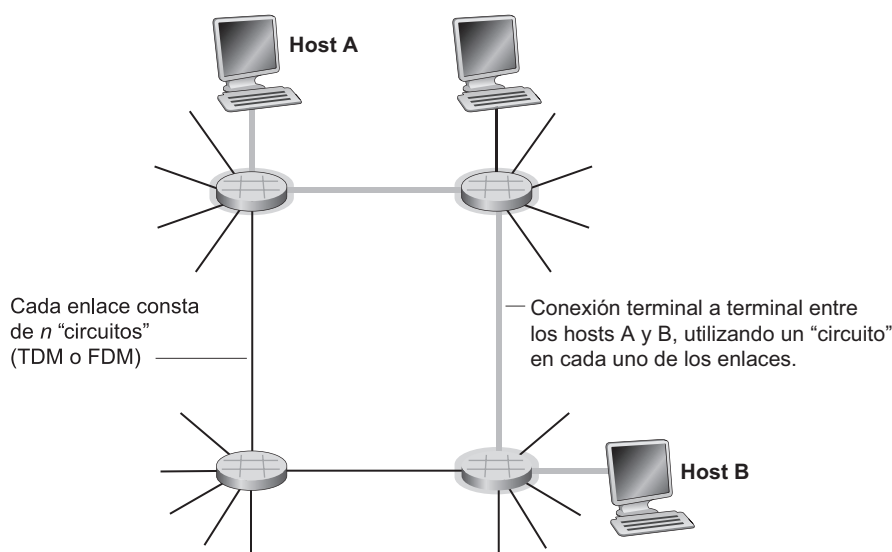 Host A
Cada enlace consta
de n “circuitos”
(TDM o FDM)
Conexión terminal a terminal entre
los hosts A y B, utilizando un “circuito”
en cada uno de los enlaces.
Host B